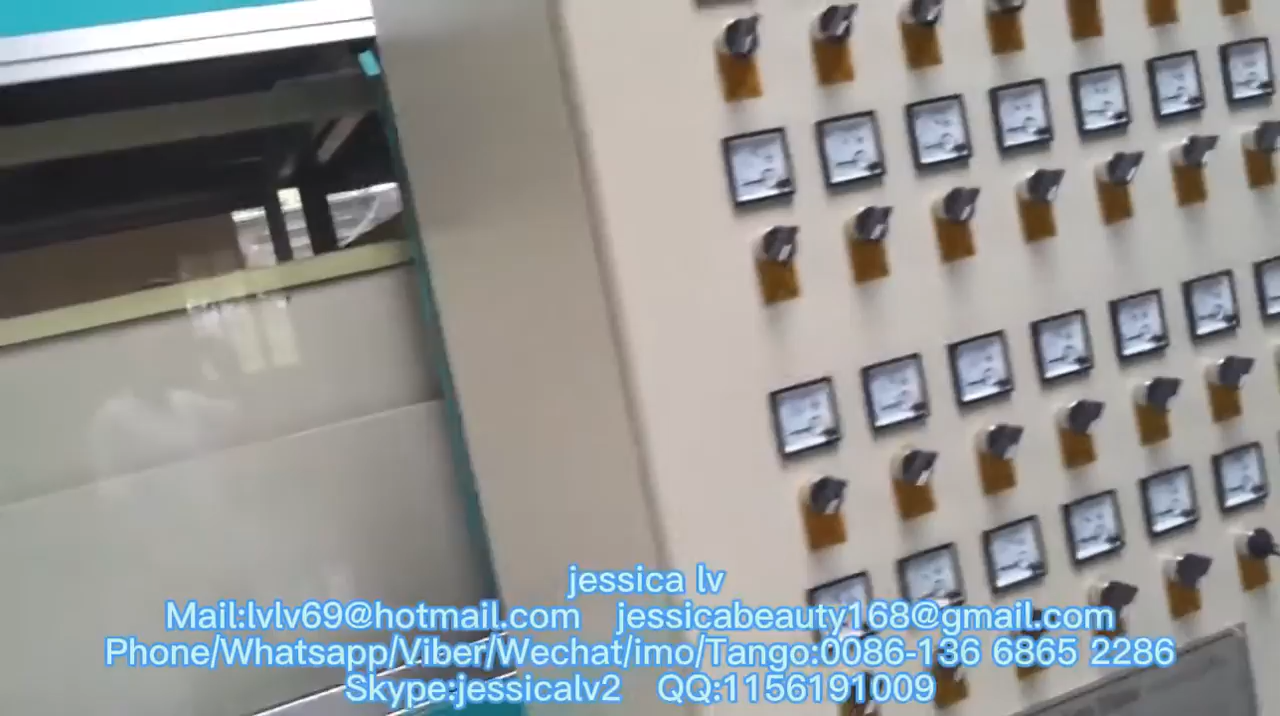 jessica lv
Mail:lvlv69@hotmail.com jessicabeauty168@gmail.com
Phone/Whatsapp/Viber/Wechat/imo/Tango:0086-136 6865 2286
Skype:jessicalv2 QQ:1156191009